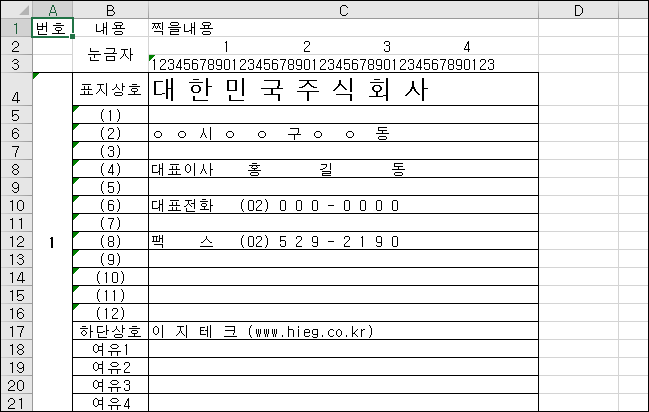 A B C D
1 번호 내용 찍을내용
2 눈금자 1 2 3 4
3 1234567890123456789012345678901234567890123
4 표지상호 대 한 민 국 주 식 회 사
5 (1)
6 (2) ㅇ ㅇ 시 ㅇ ㅇ 구 ㅇ ㅇ 동
7 (3)
8 (4) 대표이사 홍 길 동
9 (5)
10 (6) 대표전화 (02) 0 0 0 - 0 0 0 0
11 (7)
12 1 (8) 팩 스 (02) 5 2 9 - 2 1 9 0
13 (9)
14 (10)
15 (11)
16 (12)
17 하단상호 이 지 테 크 (www.hieg.co.kr)
18 여유1
19 여유2
20 여유3
21 여유4